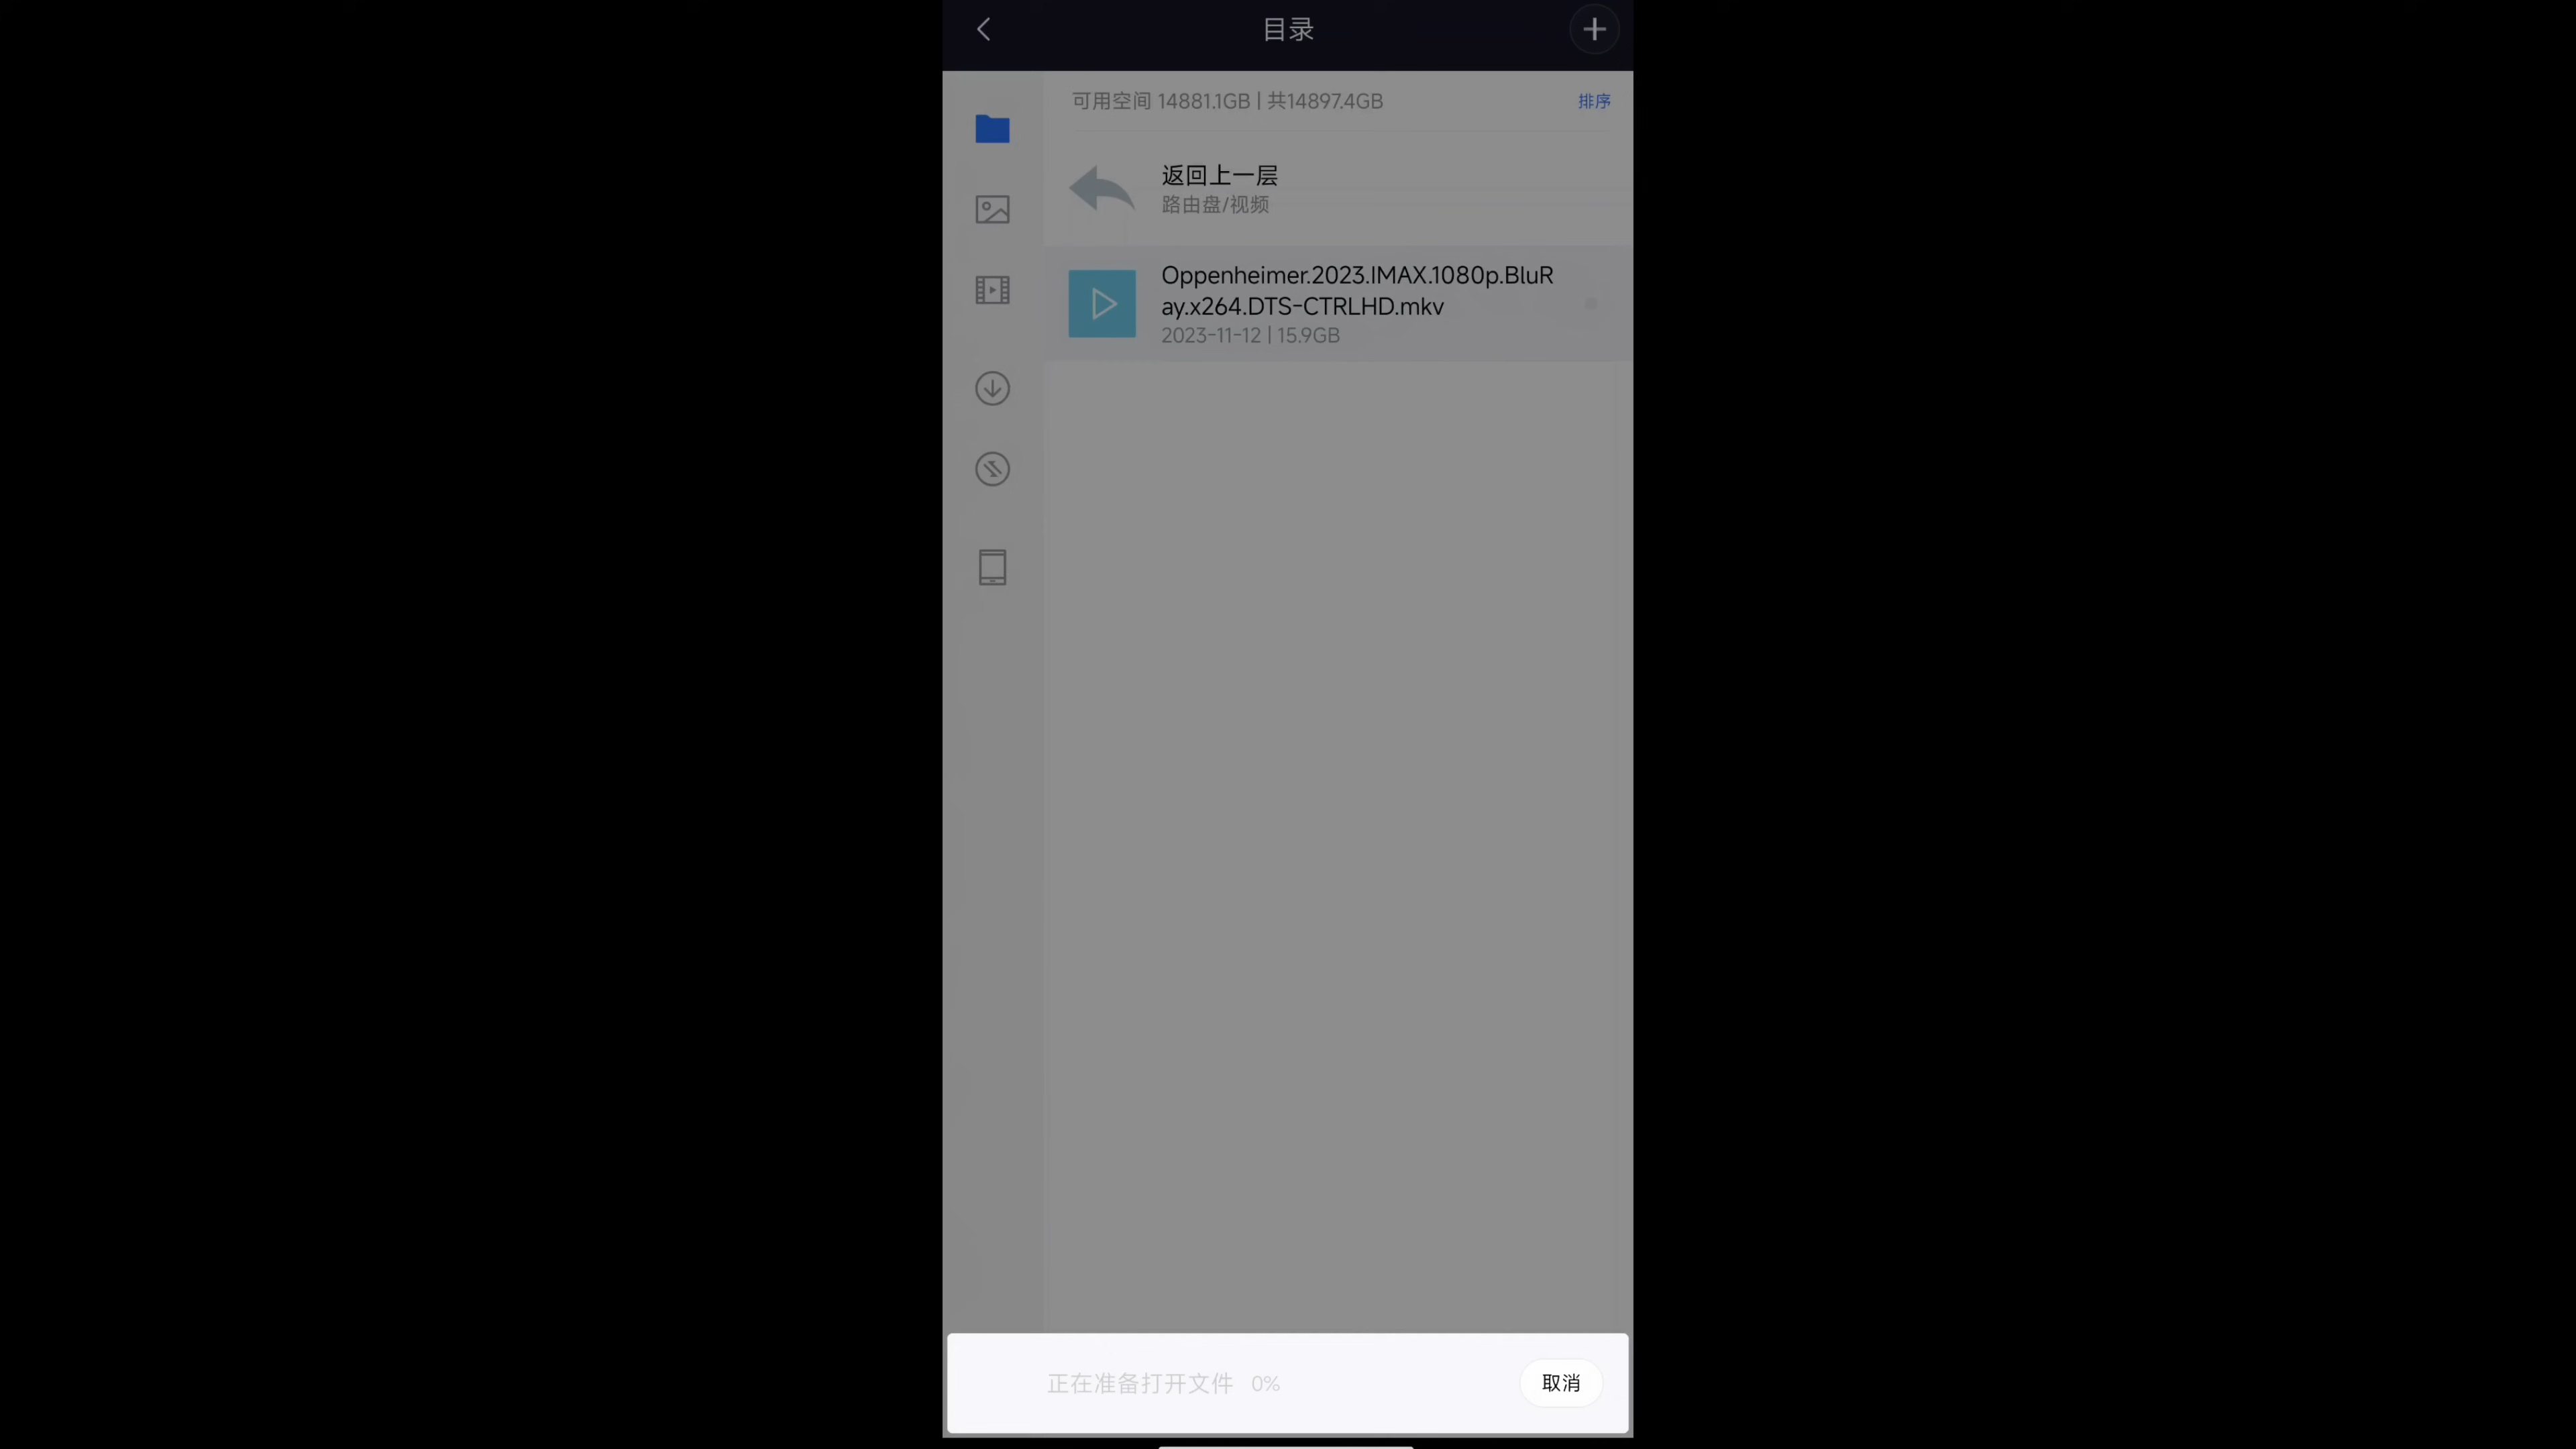 目录
可用空间 14881.1GB | 共14897.4GB
排序
返回上一层
路由盘/视频
Oppenheimer.2023.IMAX.1080p.BluR
ay.x264.DTS-CTRLHD.mkv
2023-11-12 | 15.9GB
正在准备打开文件 0%
取消